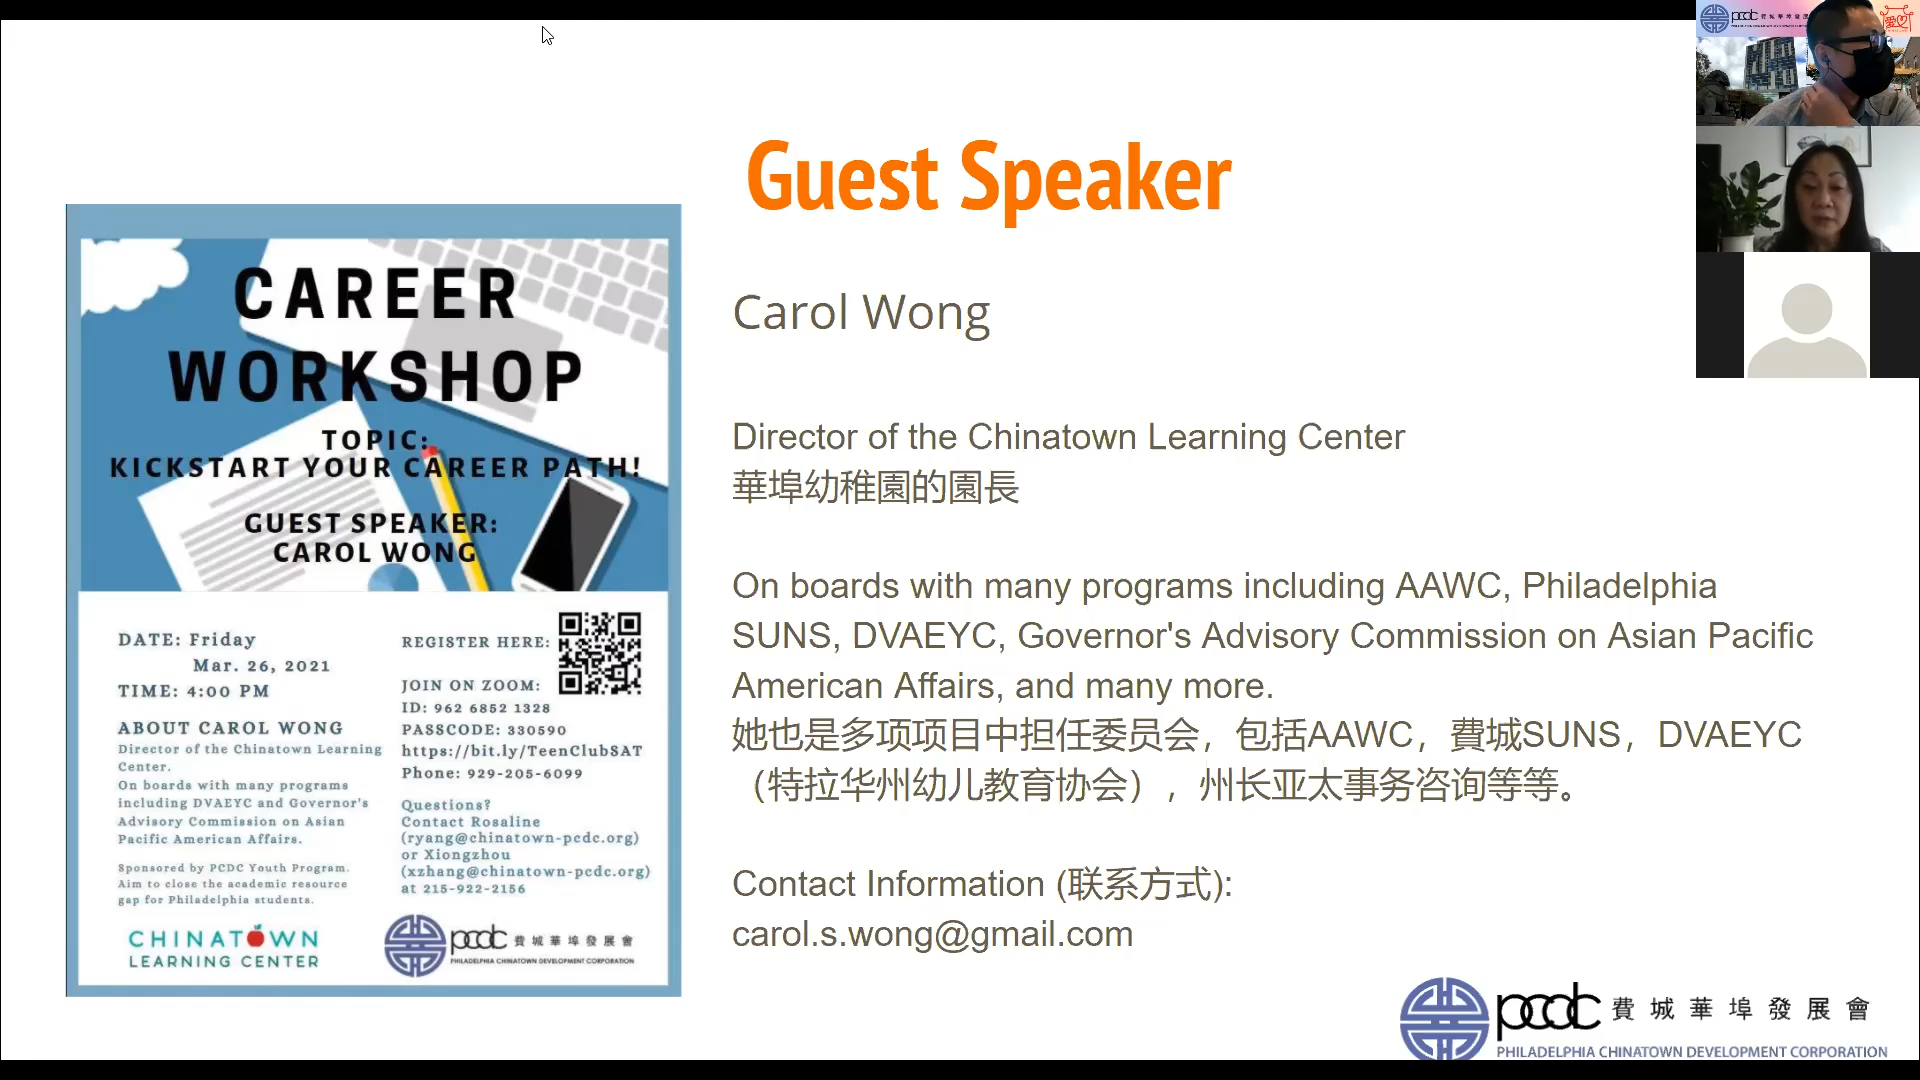 Guest Speaker
Carol Wong
Director of the Chinatown Learning Center
華埠幼稚園的園長
On boards with many programs including AAWC, Philadelphia
SUNS, DVAEYC, Governor's Advisory Commission on Asian Pacific
American Affairs, and many more.
她也是多项项目中担任委员会，包括AAWC，費城SUNS，DVAEYC
（特拉华州幼儿教育协会），州长亚太事务咨询等等。
Contact Information (联系方式):
carol.s.wong@gmail.com
CAREER
WORKSHOP
TOPIC:
KICKSTART YOUR CAREER PATH!
GUEST SPEAKER:
CAROL WONG
DATE: Friday
Mar. 26, 2021
TIME: 4:00 PM
ABOUT CAROL WONG
Director of the Chinatown Learning
Center.
On boards with many programs
including DVAEYC and Governor's
Advisory Commission on Asian
Pacific American Affairs.
Sponsored by PCDC Youth Program.
Aim to close the academic resource
gap for Philadelphia students.
REGISTER HERE:
JOIN ON ZOOM:
ID: 962 6852 1328
PASSCODE: 330590
https://bit.ly/TeenClubSAT
Phone: 929-205-6099
Questions?
Contact Rosaline
(ryang@chinatown-pcdc.org)
or Xiongzhou
(xzhang@chinatown-pcdc.org)
at 215-922-2156
CHINATOWN
LEARNING CENTER
pcdc 費城華埠發展會
PHILADELPHIA CHINATOWN DEVELOPMENT CORPORATION
pcdc 費城華埠發展會
PHILADELPHIA CHINATOWN DEVELOPMENT CORPORATION
pcdc